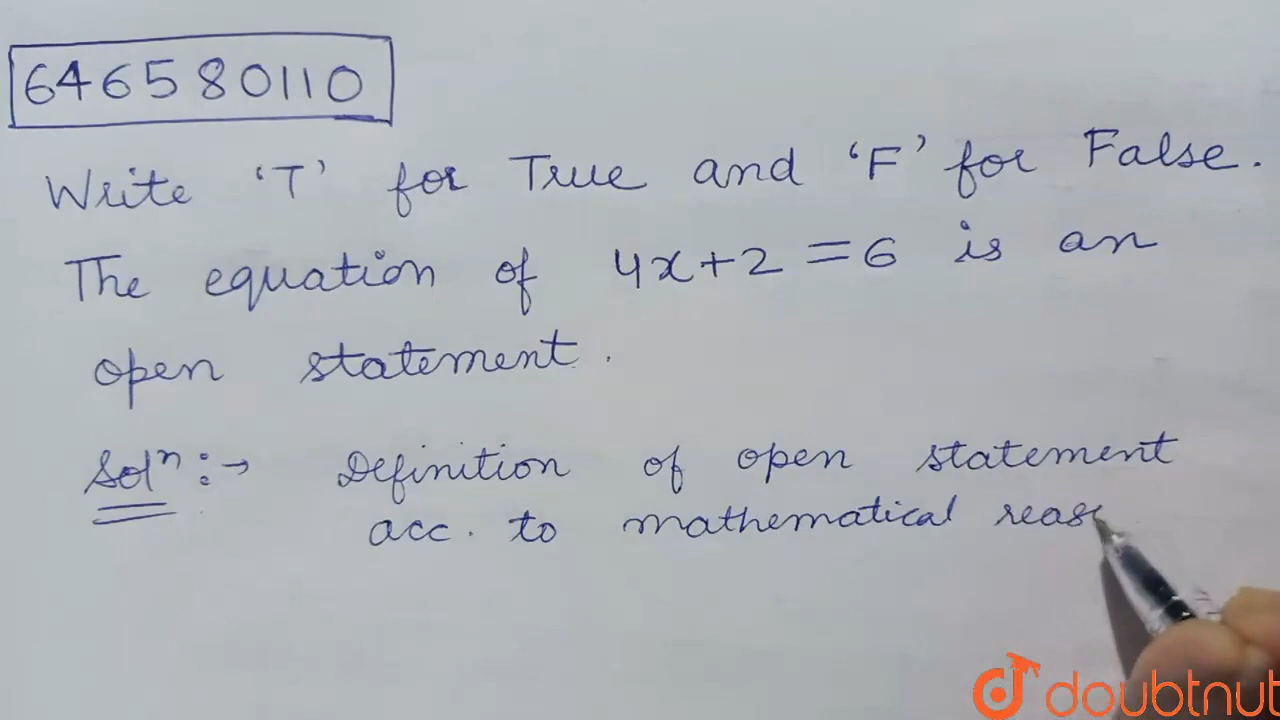 646580110
Write 'T' for True and 'F' for False.
The equation of 4x+2=6 is an
open statement.
Solⁿ:→ Definition of open statement
acc. to mathematical reas
doubtnut